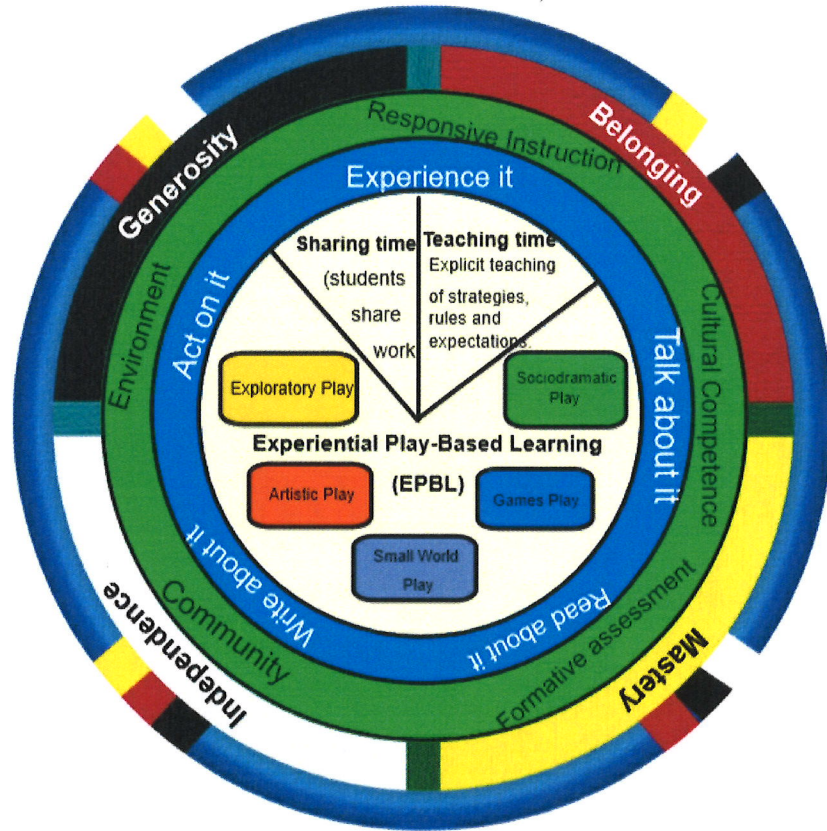 Generosity
Belonging
Mastery
Independence
Responsive Instruction
Cultural Competence
Formative assessment
Community
Environment
Experience it
Talk about it
Read about it
Write about it
Act on it
Sharing time
(students
share
work
Teaching time
Explicit teaching
of strategies,
rules and
expectations.
Exploratory Play
Sociodramatic
Play
Experiential Play-Based Learning
(EPBL)
Artistic Play
Games Play
Small World
Play